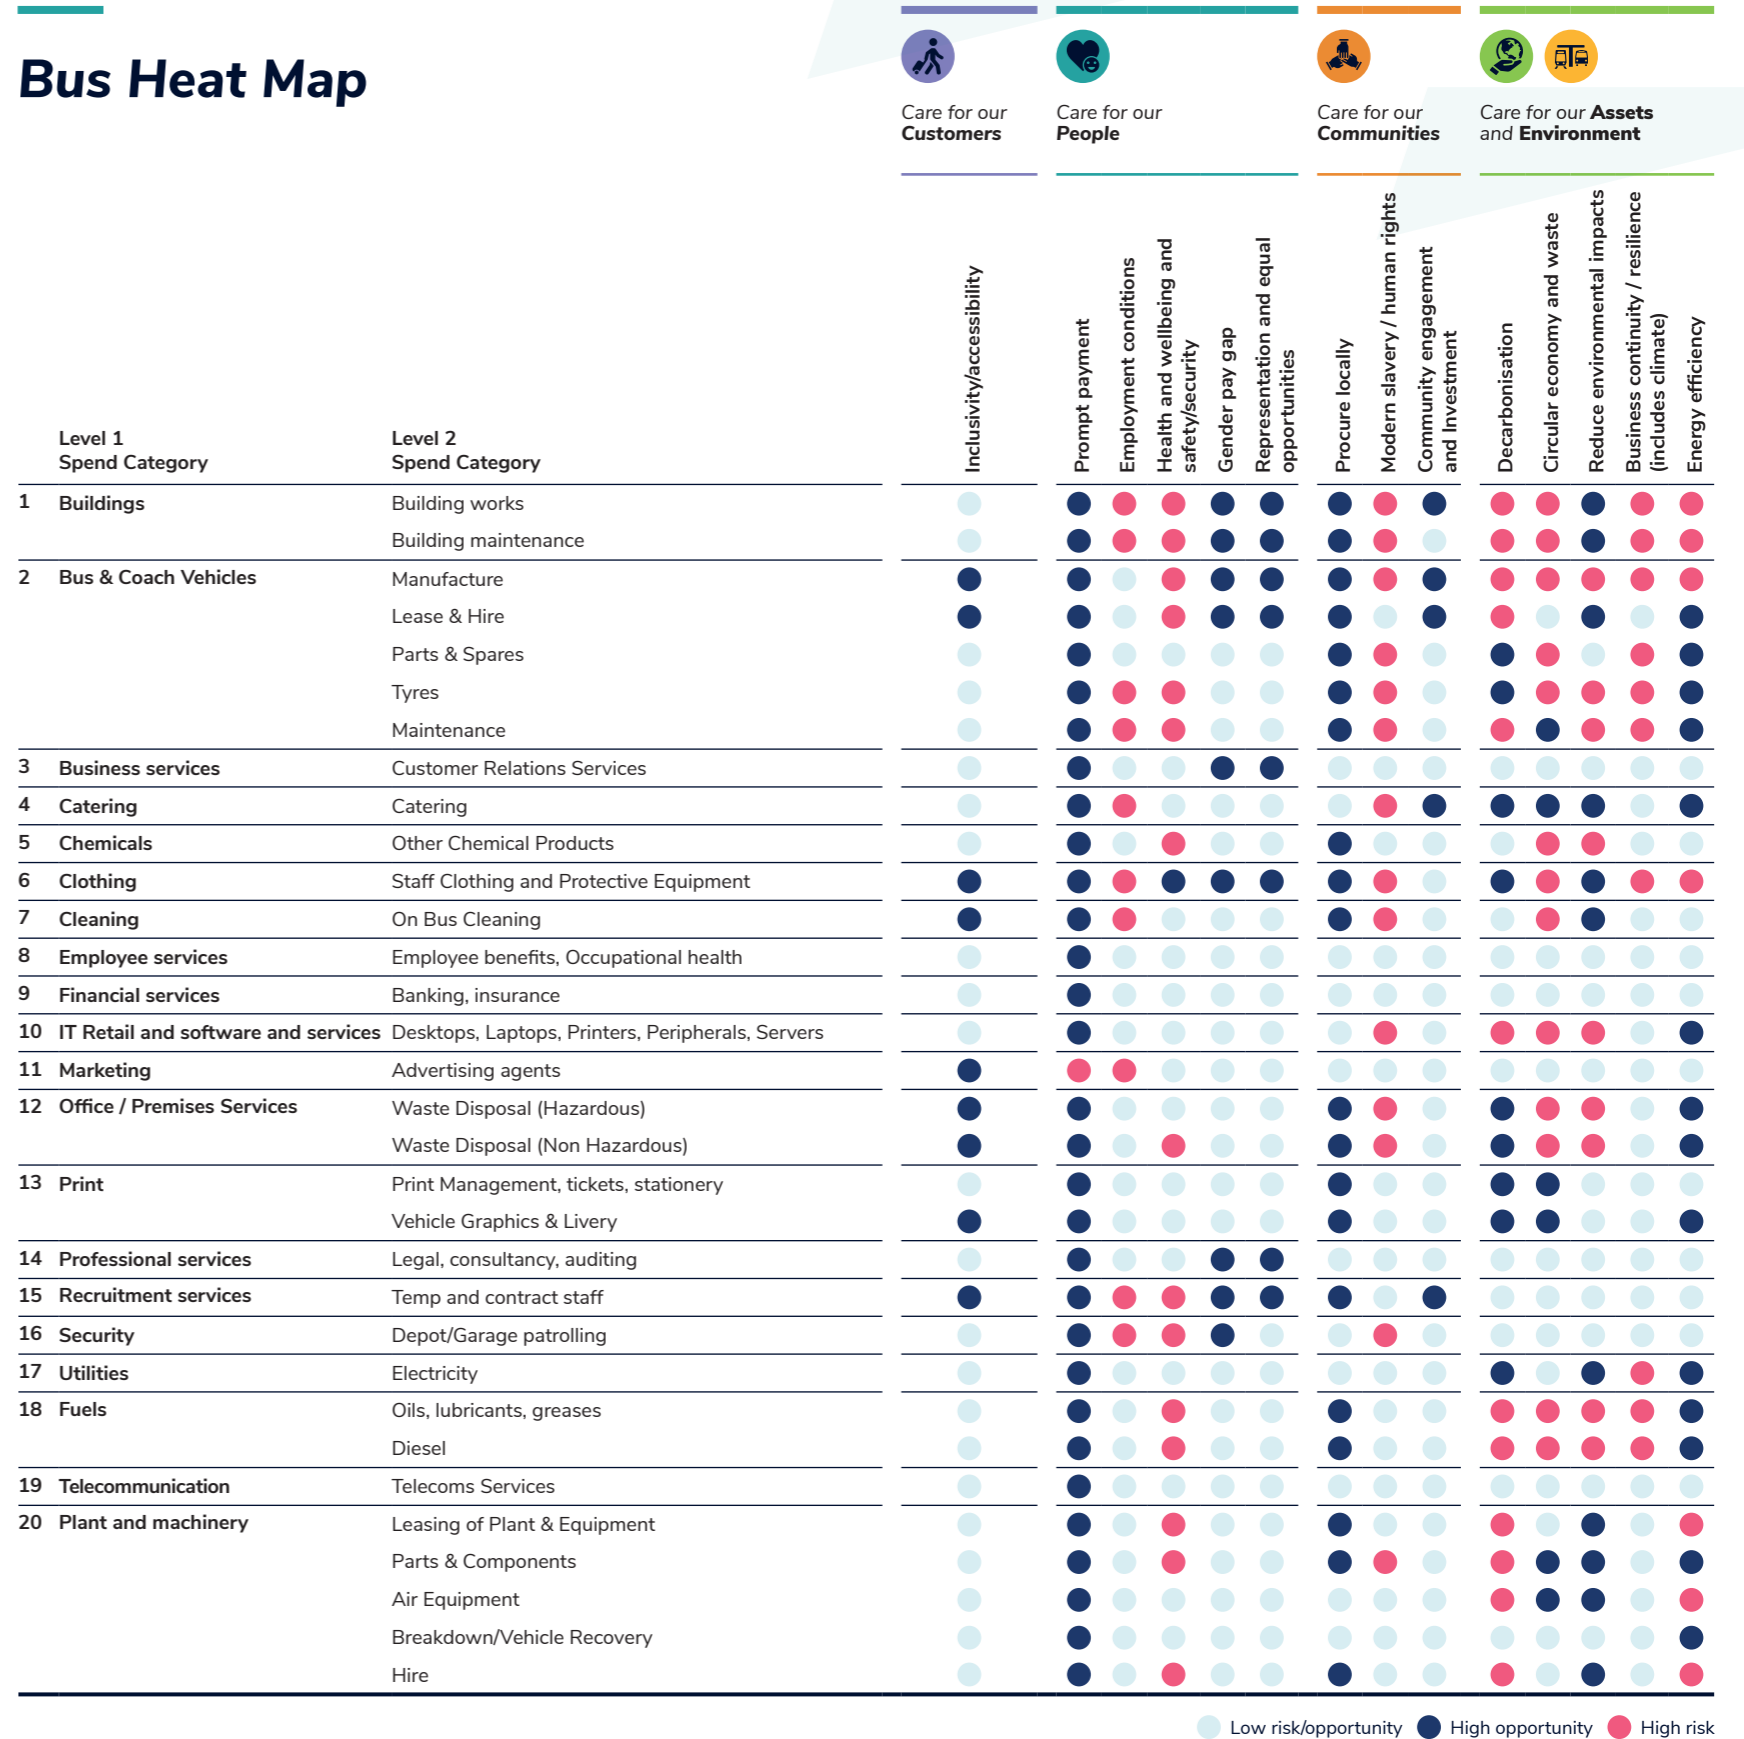 Bus Heat Map
Care for our
Customers
Care for our
People
Care for our
Communities
Care for our Assets
and Environment
Level 1
Spend Category
Level 2
Spend Category
Inclusivity/accessibility
Prompt payment
Employment conditions
Health and wellbeing and
safety/security
Gender pay gap
Representation and equal
opportunities
Procure locally
Modern slavery / human rights
Community engagement
and Investment
Decarbonisation
Circular economy and waste
Reduce environmental impacts
Business continuity / resilience
(includes climate)
Energy efficiency
1 Buildings Building works
Building maintenance
2 Bus & Coach Vehicles Manufacture
Lease & Hire
Parts & Spares
Tyres
Maintenance
3 Business services Customer Relations Services
4 Catering Catering
5 Chemicals Other Chemical Products
6 Clothing Staff Clothing and Protective Equipment
7 Cleaning On Bus Cleaning
8 Employee services Employee benefits, Occupational health
9 Financial services Banking, insurance
10 IT Retail and software and services Desktops, Laptops, Printers, Peripherals, Servers
11 Marketing Advertising agents
12 Office / Premises Services Waste Disposal (Hazardous)
Waste Disposal (Non Hazardous)
13 Print Print Management, tickets, stationery
Vehicle Graphics & Livery
14 Professional services Legal, consultancy, auditing
15 Recruitment services Temp and contract staff
16 Security Depot/Garage patrolling
17 Utilities Electricity
18 Fuels Oils, lubricants, greases
Diesel
19 Telecommunication Telecoms Services
20 Plant and machinery Leasing of Plant & Equipment
Parts & Components
Air Equipment
Breakdown/Vehicle Recovery
Hire
Low risk/opportunity High opportunity High risk